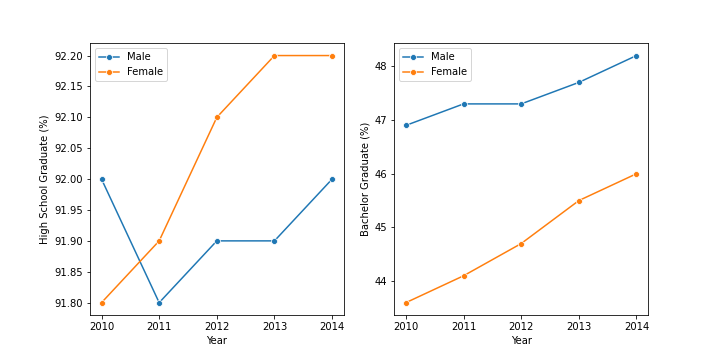 Male
Female
92.20
92.15
92.10
92.05
92.00
91.95
91.90
91.85
91.80
High School Graduate (%)
2010 2011 2012 2013 2014
Year
Male
Female
48
47
46
45
44
Bachelor Graduate (%)
2010 2011 2012 2013 2014
Year